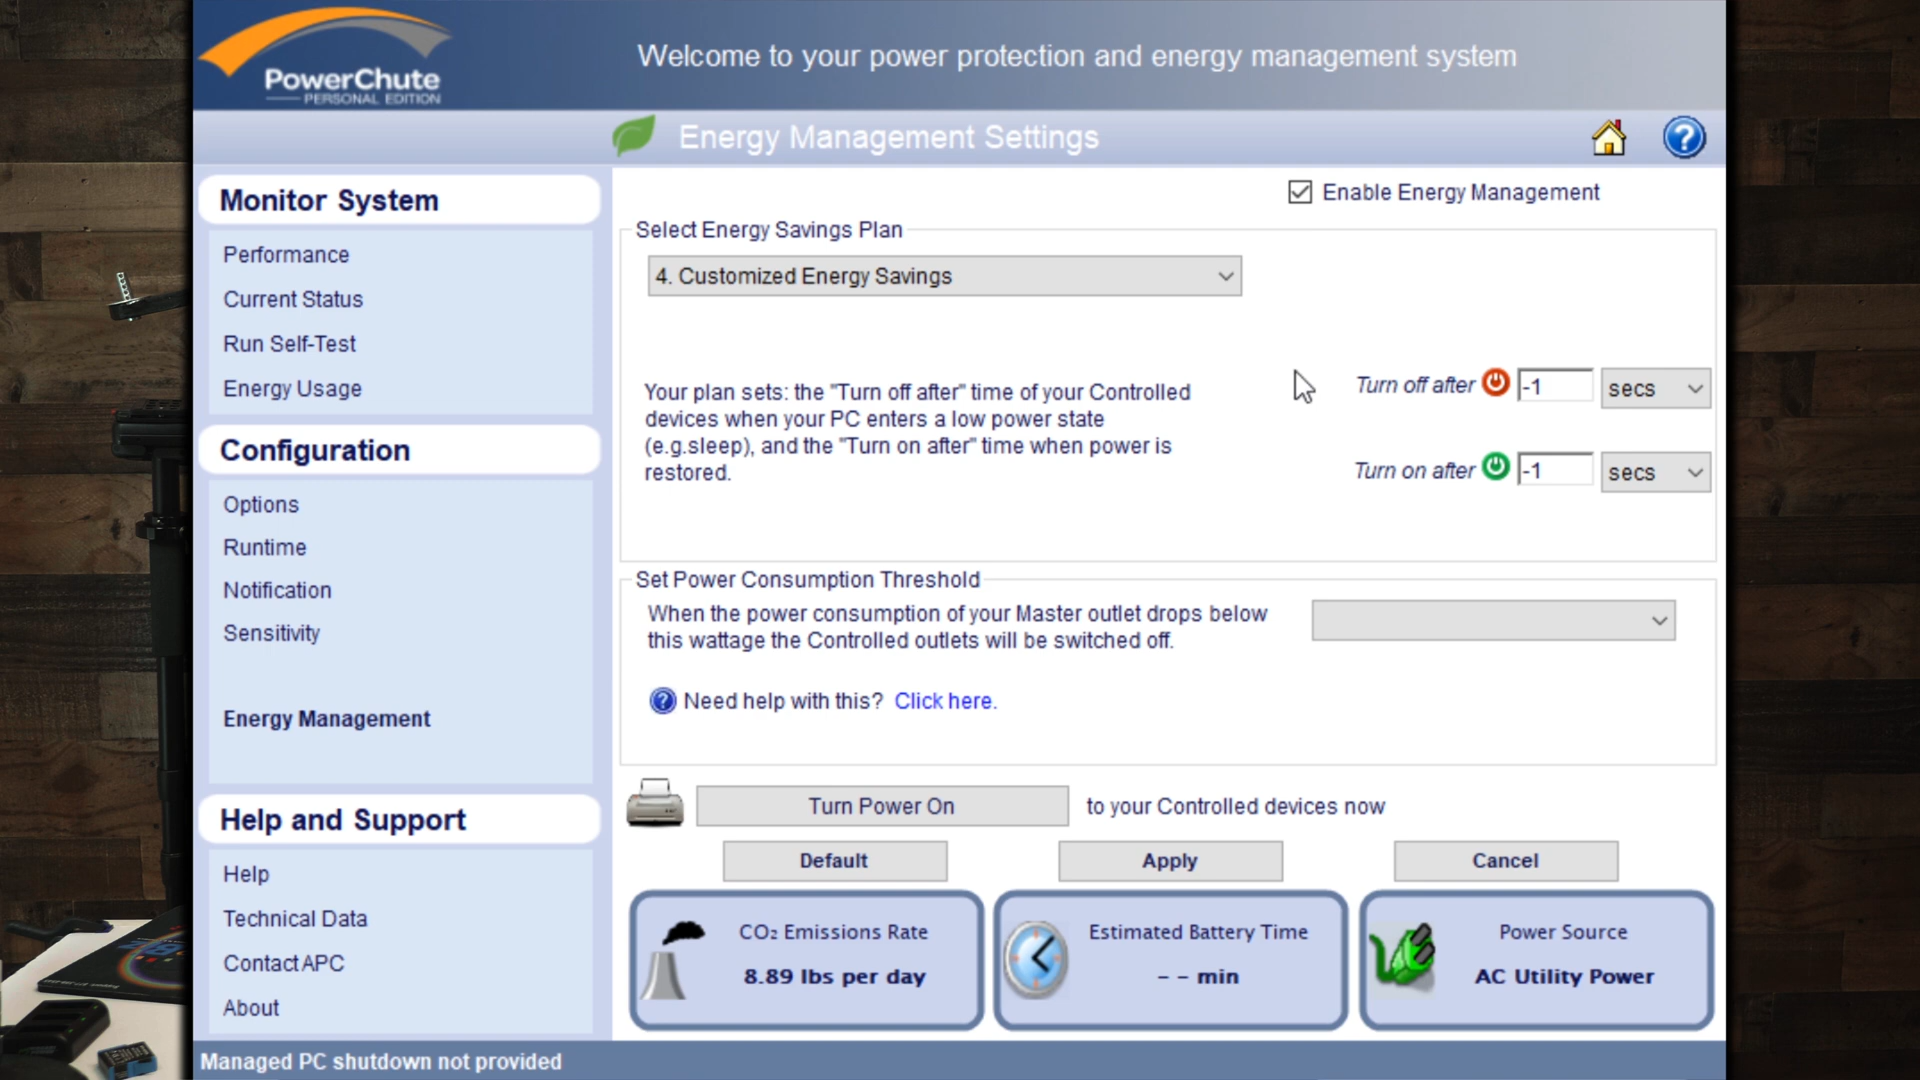 PowerChute
PERSONAL EDITION
Welcome to your power protection and energy management system
Energy Management Settings
Monitor System
Performance
Current Status
Run Self-Test
Energy Usage
Configuration
Options
Runtime
Notification
Sensitivity
Energy Management
Help and Support
Help
Technical Data
Contact APC
About
Enable Energy Management
Select Energy Savings Plan
4. Customized Energy Savings
Your plan sets: the "Turn off after" time of your Controlled
devices when your PC enters a low power state
(e.g.sleep), and the "Turn on after" time when power is
restored.
Turn off after -1 secs
Turn on after -1 secs
Set Power Consumption Threshold
When the power consumption of your Master outlet drops below
this wattage the Controlled outlets will be switched off.
Need help with this? Click here.
Turn Power On to your Controlled devices now
Default Apply Cancel
CO₂ Emissions Rate
8.89 lbs per day
Estimated Battery Time
- - min
Power Source
AC Utility Power
Managed PC shutdown not provided